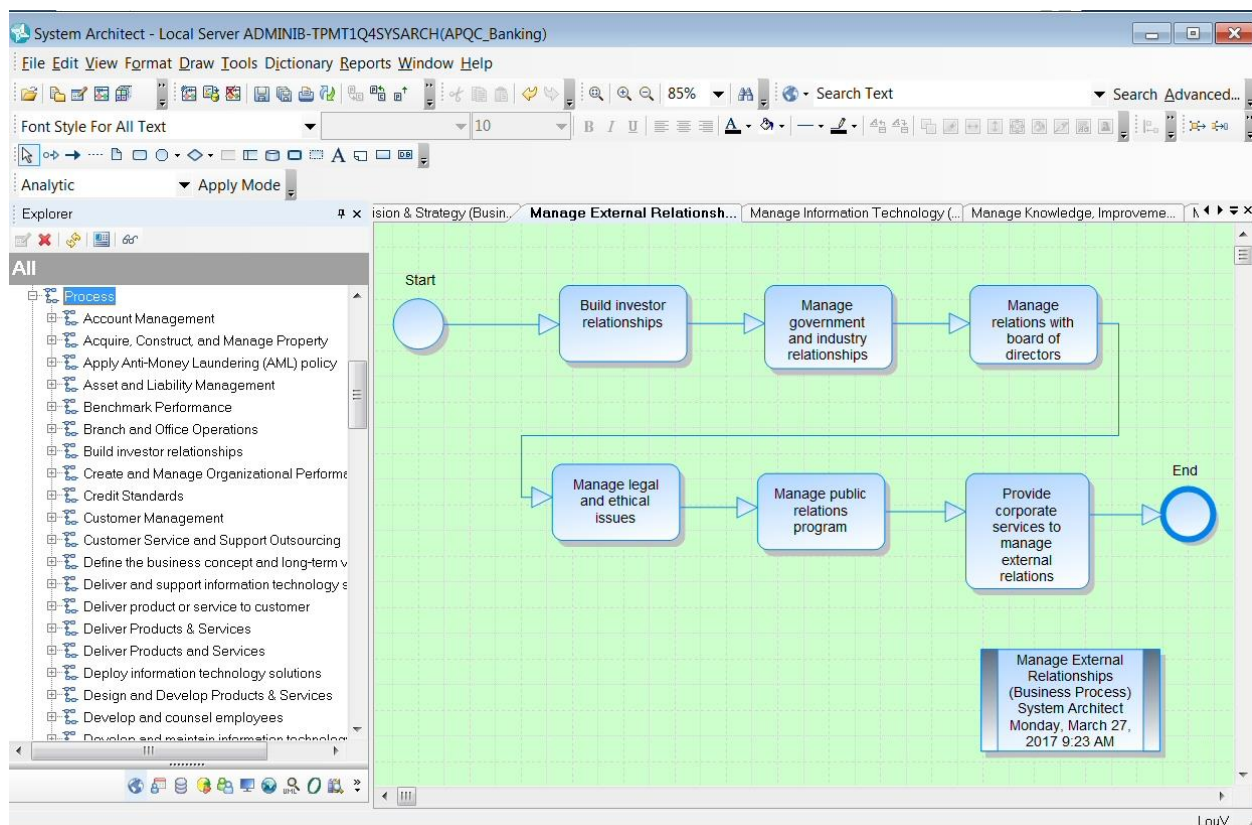 System Architect - Local Server ADMINIB-TPMT1Q4SYSARCH(APQC_Banking)
File Edit View Format Draw Tools Dictionary Reports Window Help
85% Search Text Search Advanced...
Font Style For All Text 10 B I U A
A DB
Analytic Apply Mode
Explorer
ision & Strategy (Busin.. Manage External Relationsh... Manage Information Technology (... Manage Knowledge, Improveme...
All
Process
Account Management
Acquire, Construct, and Manage Property
Apply Anti-Money Laundering (AML) policy
Asset and Liability Management
Benchmark Performance
Branch and Office Operations
Build investor relationships
Create and Manage Organizational Performa
Credit Standards
Customer Management
Customer Service and Support Outsourcing
Define the business concept and long-term v
Deliver and support information technology s
Deliver product or service to customer
Deliver Products & Services
Deliver Products and Services
Deploy information technology solutions
Design and Develop Products & Services
Develop and counsel employees
Develop and maintain information technolog
Start
Build investor
relationships
Manage
government
and industry
relationships
Manage
relations with
board of
directors
Manage legal
and ethical
issues
Manage public
relations
program
Provide
corporate
services to
manage
external
relations
End
Manage External
Relationships
(Business Process)
System Architect
Monday, March 27,
2017 9:23 AM
LouV